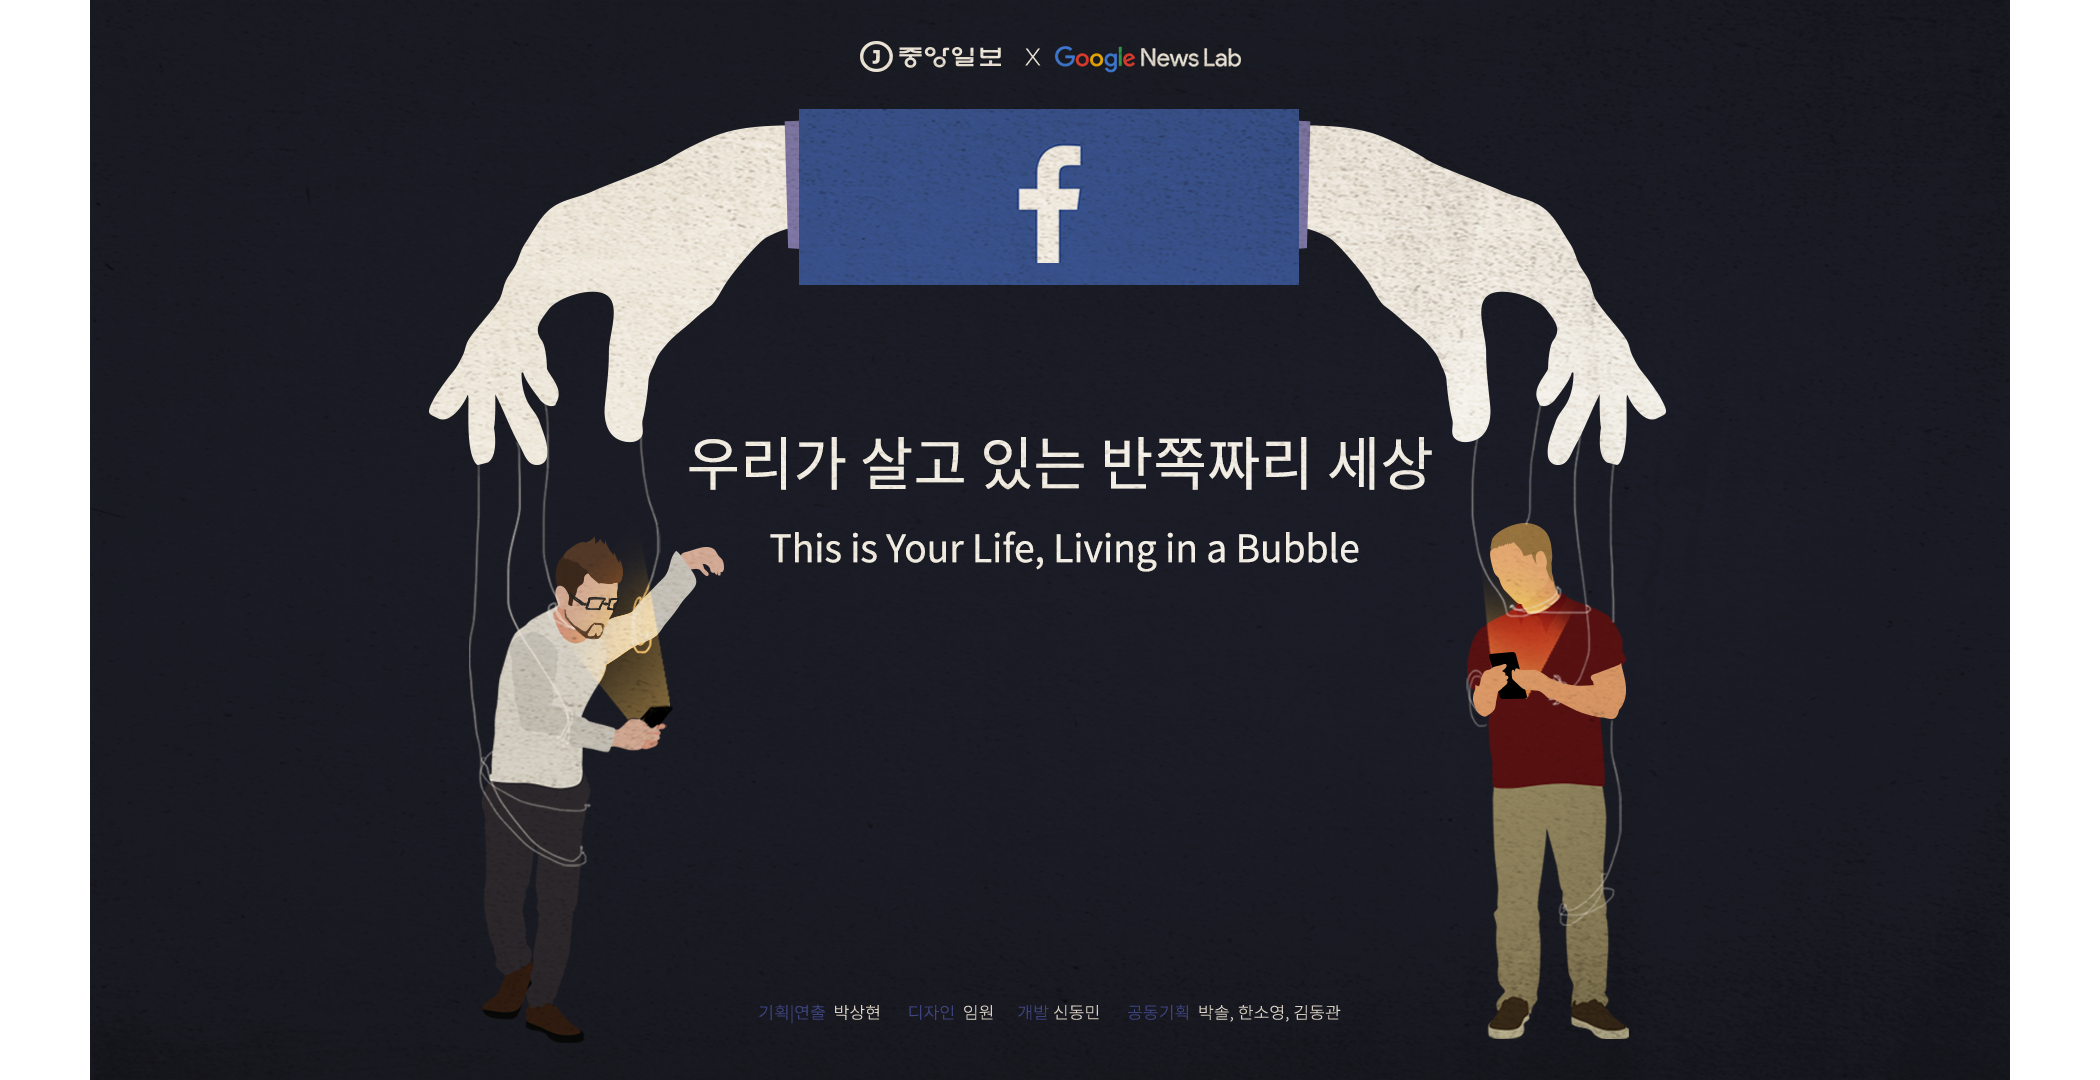 J 중앙일보 X Google News Lab
f
우리가 살고 있는 반쪽짜리 세상
This is Your Life, Living in a Bubble
기획|연출 박상현 디자인 임원 개발 신동민 공동기획 박솔, 한소영, 김동관